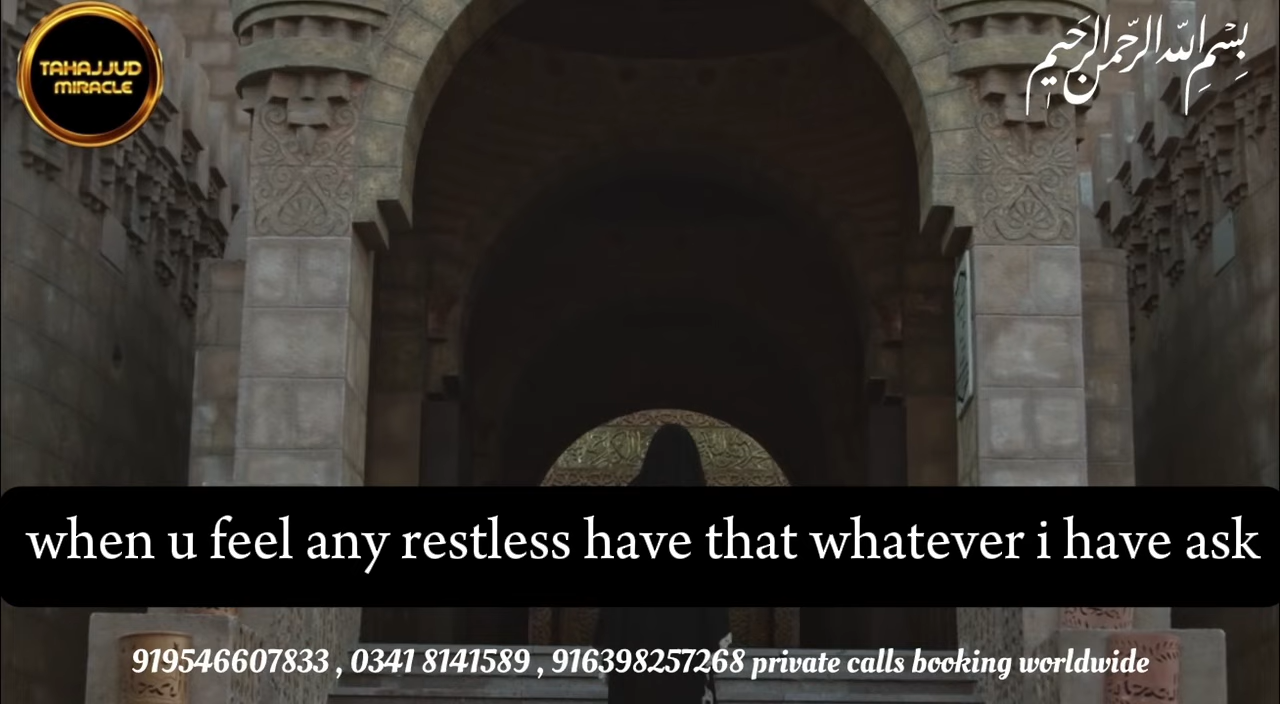 TAHAJJUD
MIRACLE
بِسْمِ اللّٰهِ الرَّحْمٰنِ الرَّحِيْمِ
when u feel any restless have that whatever i have ask
919546607833 , 0341 8141589 , 916398257268 private calls booking worldwide